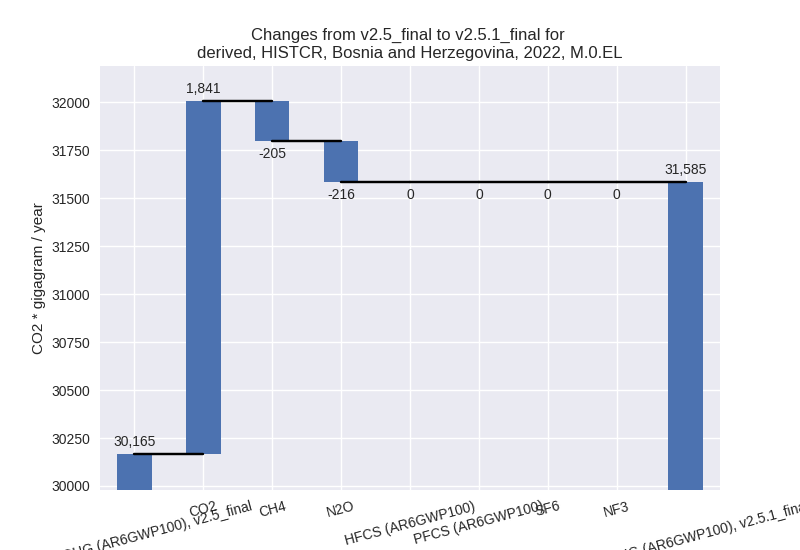 Changes from v2.5_final to v2.5.1_final for
derived, HISTCR, Bosnia and Herzegovina, 2022, M.0.EL
CO2 * gigagram / year
32000
31750
31500
31250
31000
30750
30500
30250
30000
30,165
1,841
-205
-216
0
0
0
0
31,585
(AR6GWP100), v2.5_final
CO2
CH4
N2O
HFCS (AR6GWP100)
PFCS (AR6GWP100)
SF6
NF3
(AR6GWP100), v2.5.1_fina